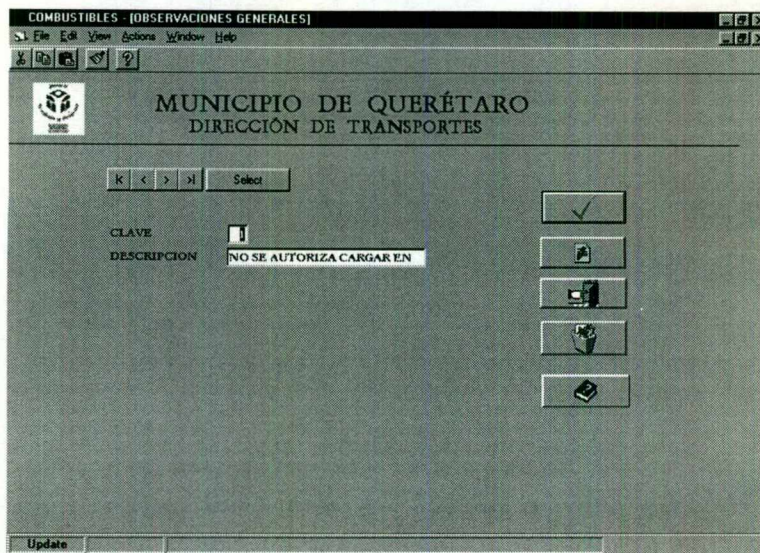 COMBUSTIBLES - [OBSERVACIONES GENERALES]
File Edit View Actions Window Help
MUNICIPIO DE QUERÉTARO
DIRECCIÓN DE TRANSPORTES
Select
CLAVE 1
DESCRIPCION NO SE AUTORIZA CARGAR EN
Update